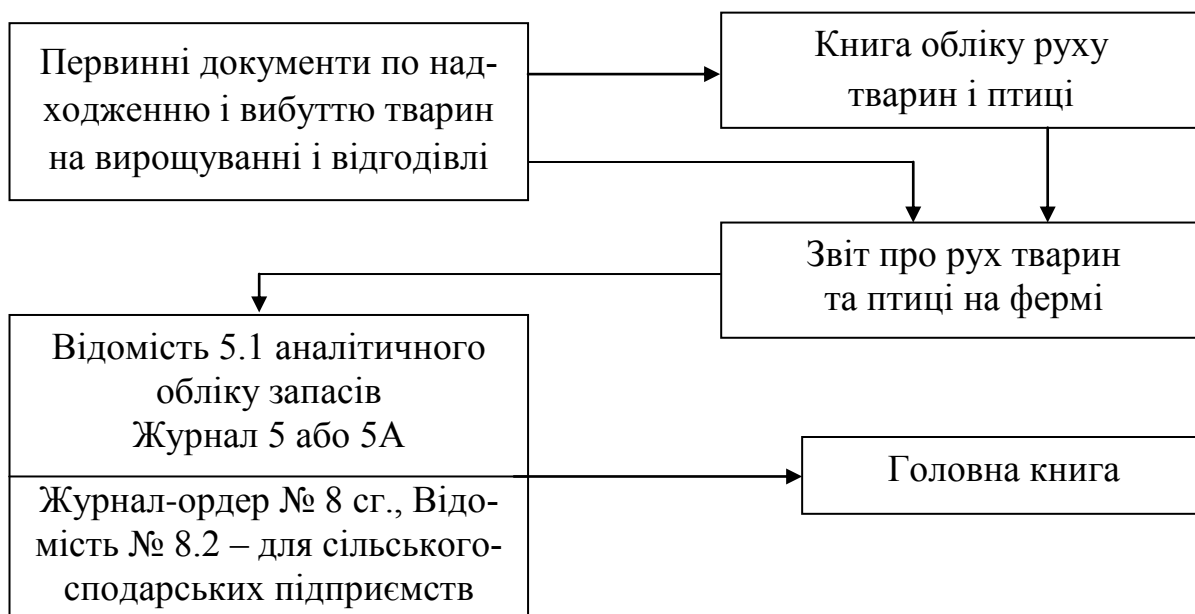 Первинні документи по над-
ходженню і вибуттю тварин
на вирощуванні і відгодівлі
Книга обліку руху
тварин і птиці
Звіт про рух тварин
та птиці на фермі
Відомість 5.1 аналітичного
обліку запасів
Журнал 5 або 5А
Журнал-ордер № 8 сг., Відо-
мість № 8.2 – для сільського-
сподарських підприємств
Головна книга